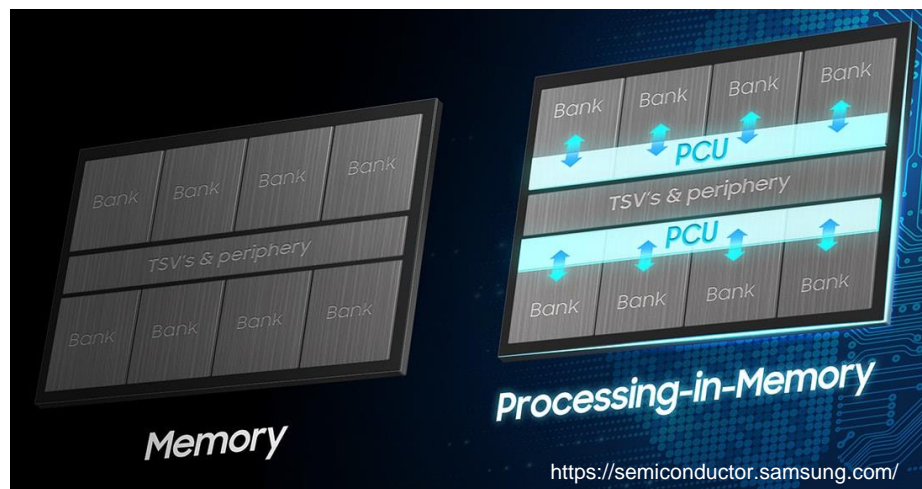 Bank Bank Bank Bank
TSV's & periphery
Bank Bank Bank Bank
Memory
Bank Bank Bank Bank
PCU
TSV's & periphery
PCU
Bank Bank Bank Bank
Processing-in-Memory
https://semiconductor.samsung.com/